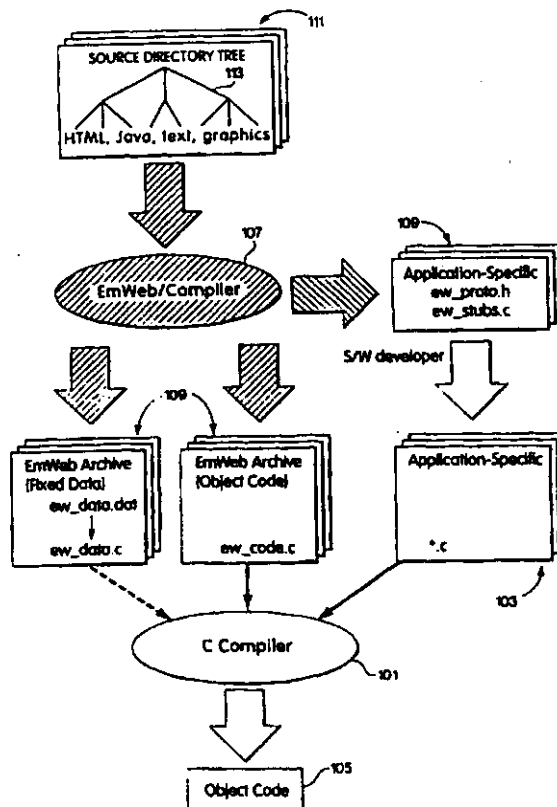 111
SOURCE DIRECTORY TREE
113
HTML, Java, text, graphics
107
EmWeb/Compiler
109
Application-Specific
ew_proto.h
ew_stubs.c
S/W developer
109
EmWeb Archive
(Fixed Data)
ew_data.dat
ew_data.c
EmWeb Archive
(Object Code)
ew_code.c
Application-Specific
*.c
103
C Compiler
101
105
Object Code